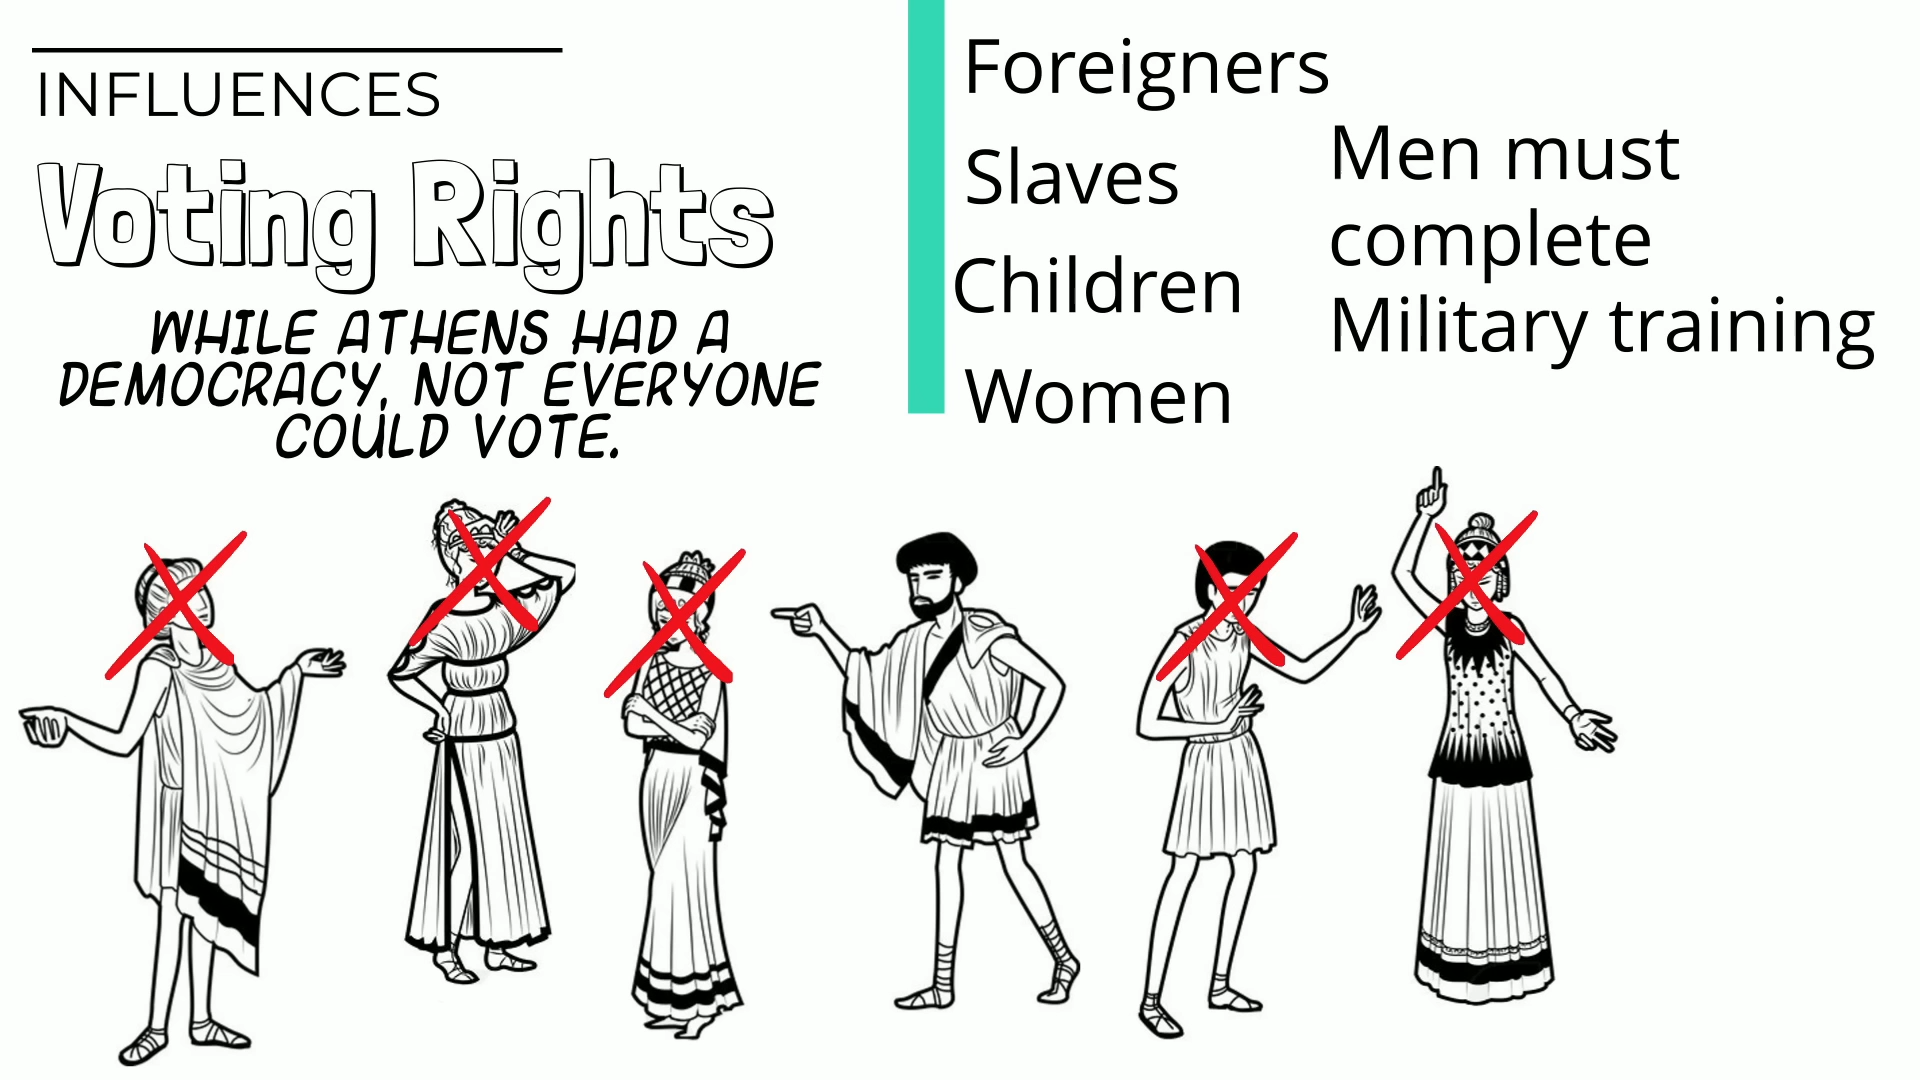 INFLUENCES
Voting Rights
WHILE ATHENS HAD A
DEMOCRACY, NOT EVERYONE
COULD VOTE.
Foreigners
Slaves
Children
Women
Men must
complete
Military training